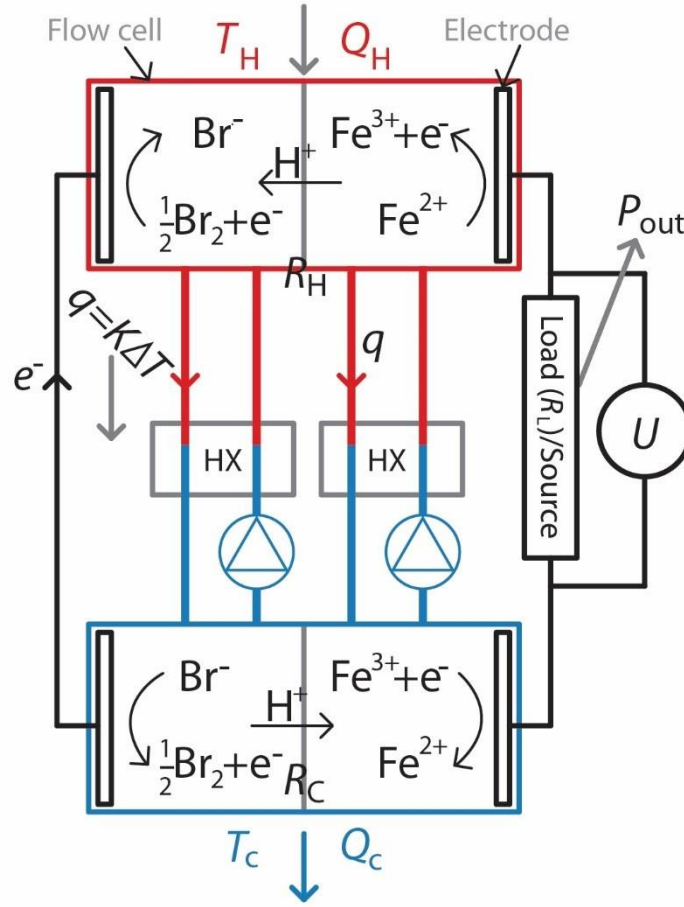 Flow cell
T_H
Q_H
Electrode
Br⁻
Fe³⁺+e⁻
H⁺
½Br₂+e⁻
Fe²⁺
R_H
P_out
q=KΔT
q
e⁻
HX
HX
Load (R_L)/Source
U
Br⁻
Fe³⁺+e⁻
H⁺
½Br₂+e⁻
Fe²⁺
R_C
T_c
Q_c